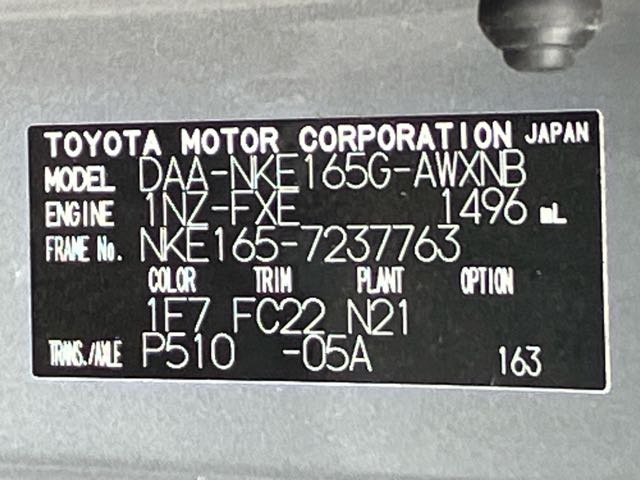 TOYOTA MOTOR CORPORATION JAPAN
MODEL DAA-NKE165G-AWXNB
ENGINE 1NZ-FXE 1496 mL
FRAME No. NKE165-7237763
COLOR TRIM PLANT OPTION
1F7 FC22 N21
TRANS./AXLE P510 -05A 163